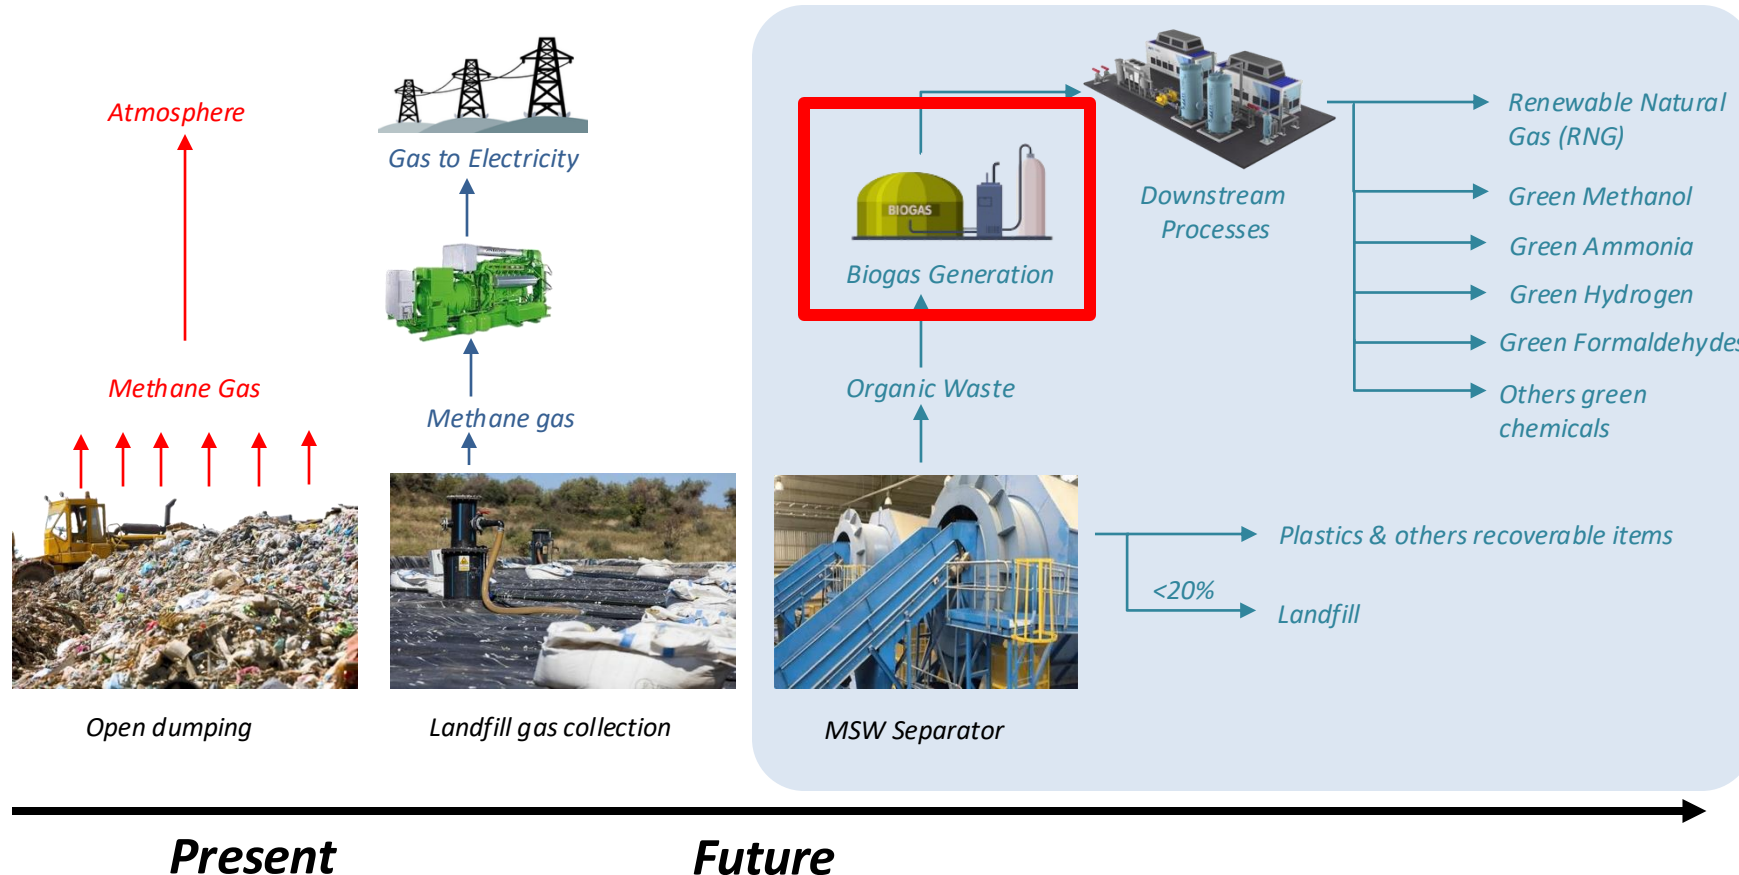 Atmosphere
Methane Gas
Open dumping
Gas to Electricity
Methane gas
Landfill gas collection
BIOGAS
Biogas Generation
Organic Waste
MSW Separator
Downstream
Processes
Renewable Natural
Gas (RNG)
Green Methanol
Green Ammonia
Green Hydrogen
Green Formaldehydes
Others green
chemicals
Plastics & others recoverable items
<20%
Landfill
Present
Future